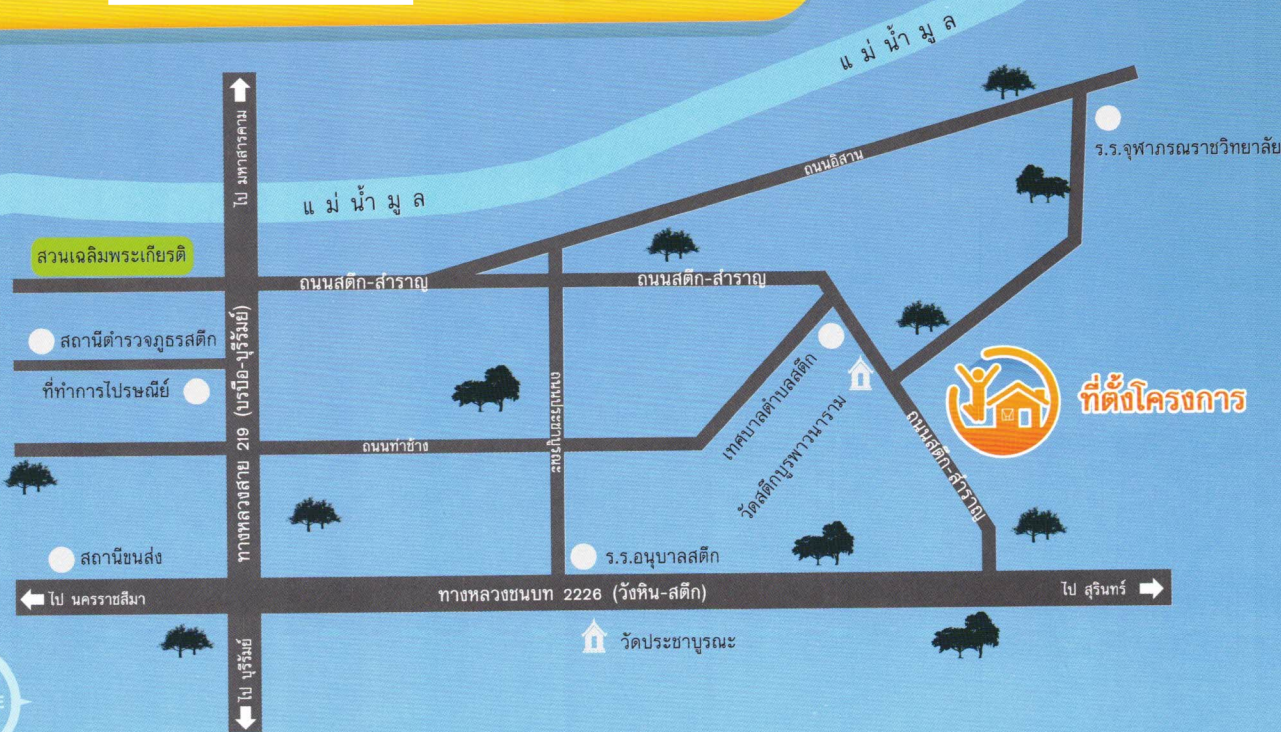 แม่น้ำมูล
ไป มหาสารคาม
ถนนอีสาน
ร.ร.จุฬาภรณราชวิทยาลัย
แม่น้ำมูล
สวนเฉลิมพระเกียรติ
ถนนสตึก-สำราญ
ถนนสตึก-สำราญ
สถานีตำรวจภูธรสตึก
ที่ทำการไปรษณีย์
ทางหลวงสาย 219 (บรบือ-บุรีรัมย์)
ถนนประชาบูรณะ
เทศบาลตำบลสตึก
วัดสตึกบูรพาวนาราม
ที่ตั้งโครงการ
ถนนสตึก-สำราญ
ถนนท่าช้าง
สถานีขนส่ง
ร.ร.อนุบาลสตึก
ไป นครราชสีมา
ทางหลวงชนบท 2226 (วังหิน-สตึก)
ไป สุรินทร์
วัดประชาบูรณะ
ไป บุรีรัมย์
E